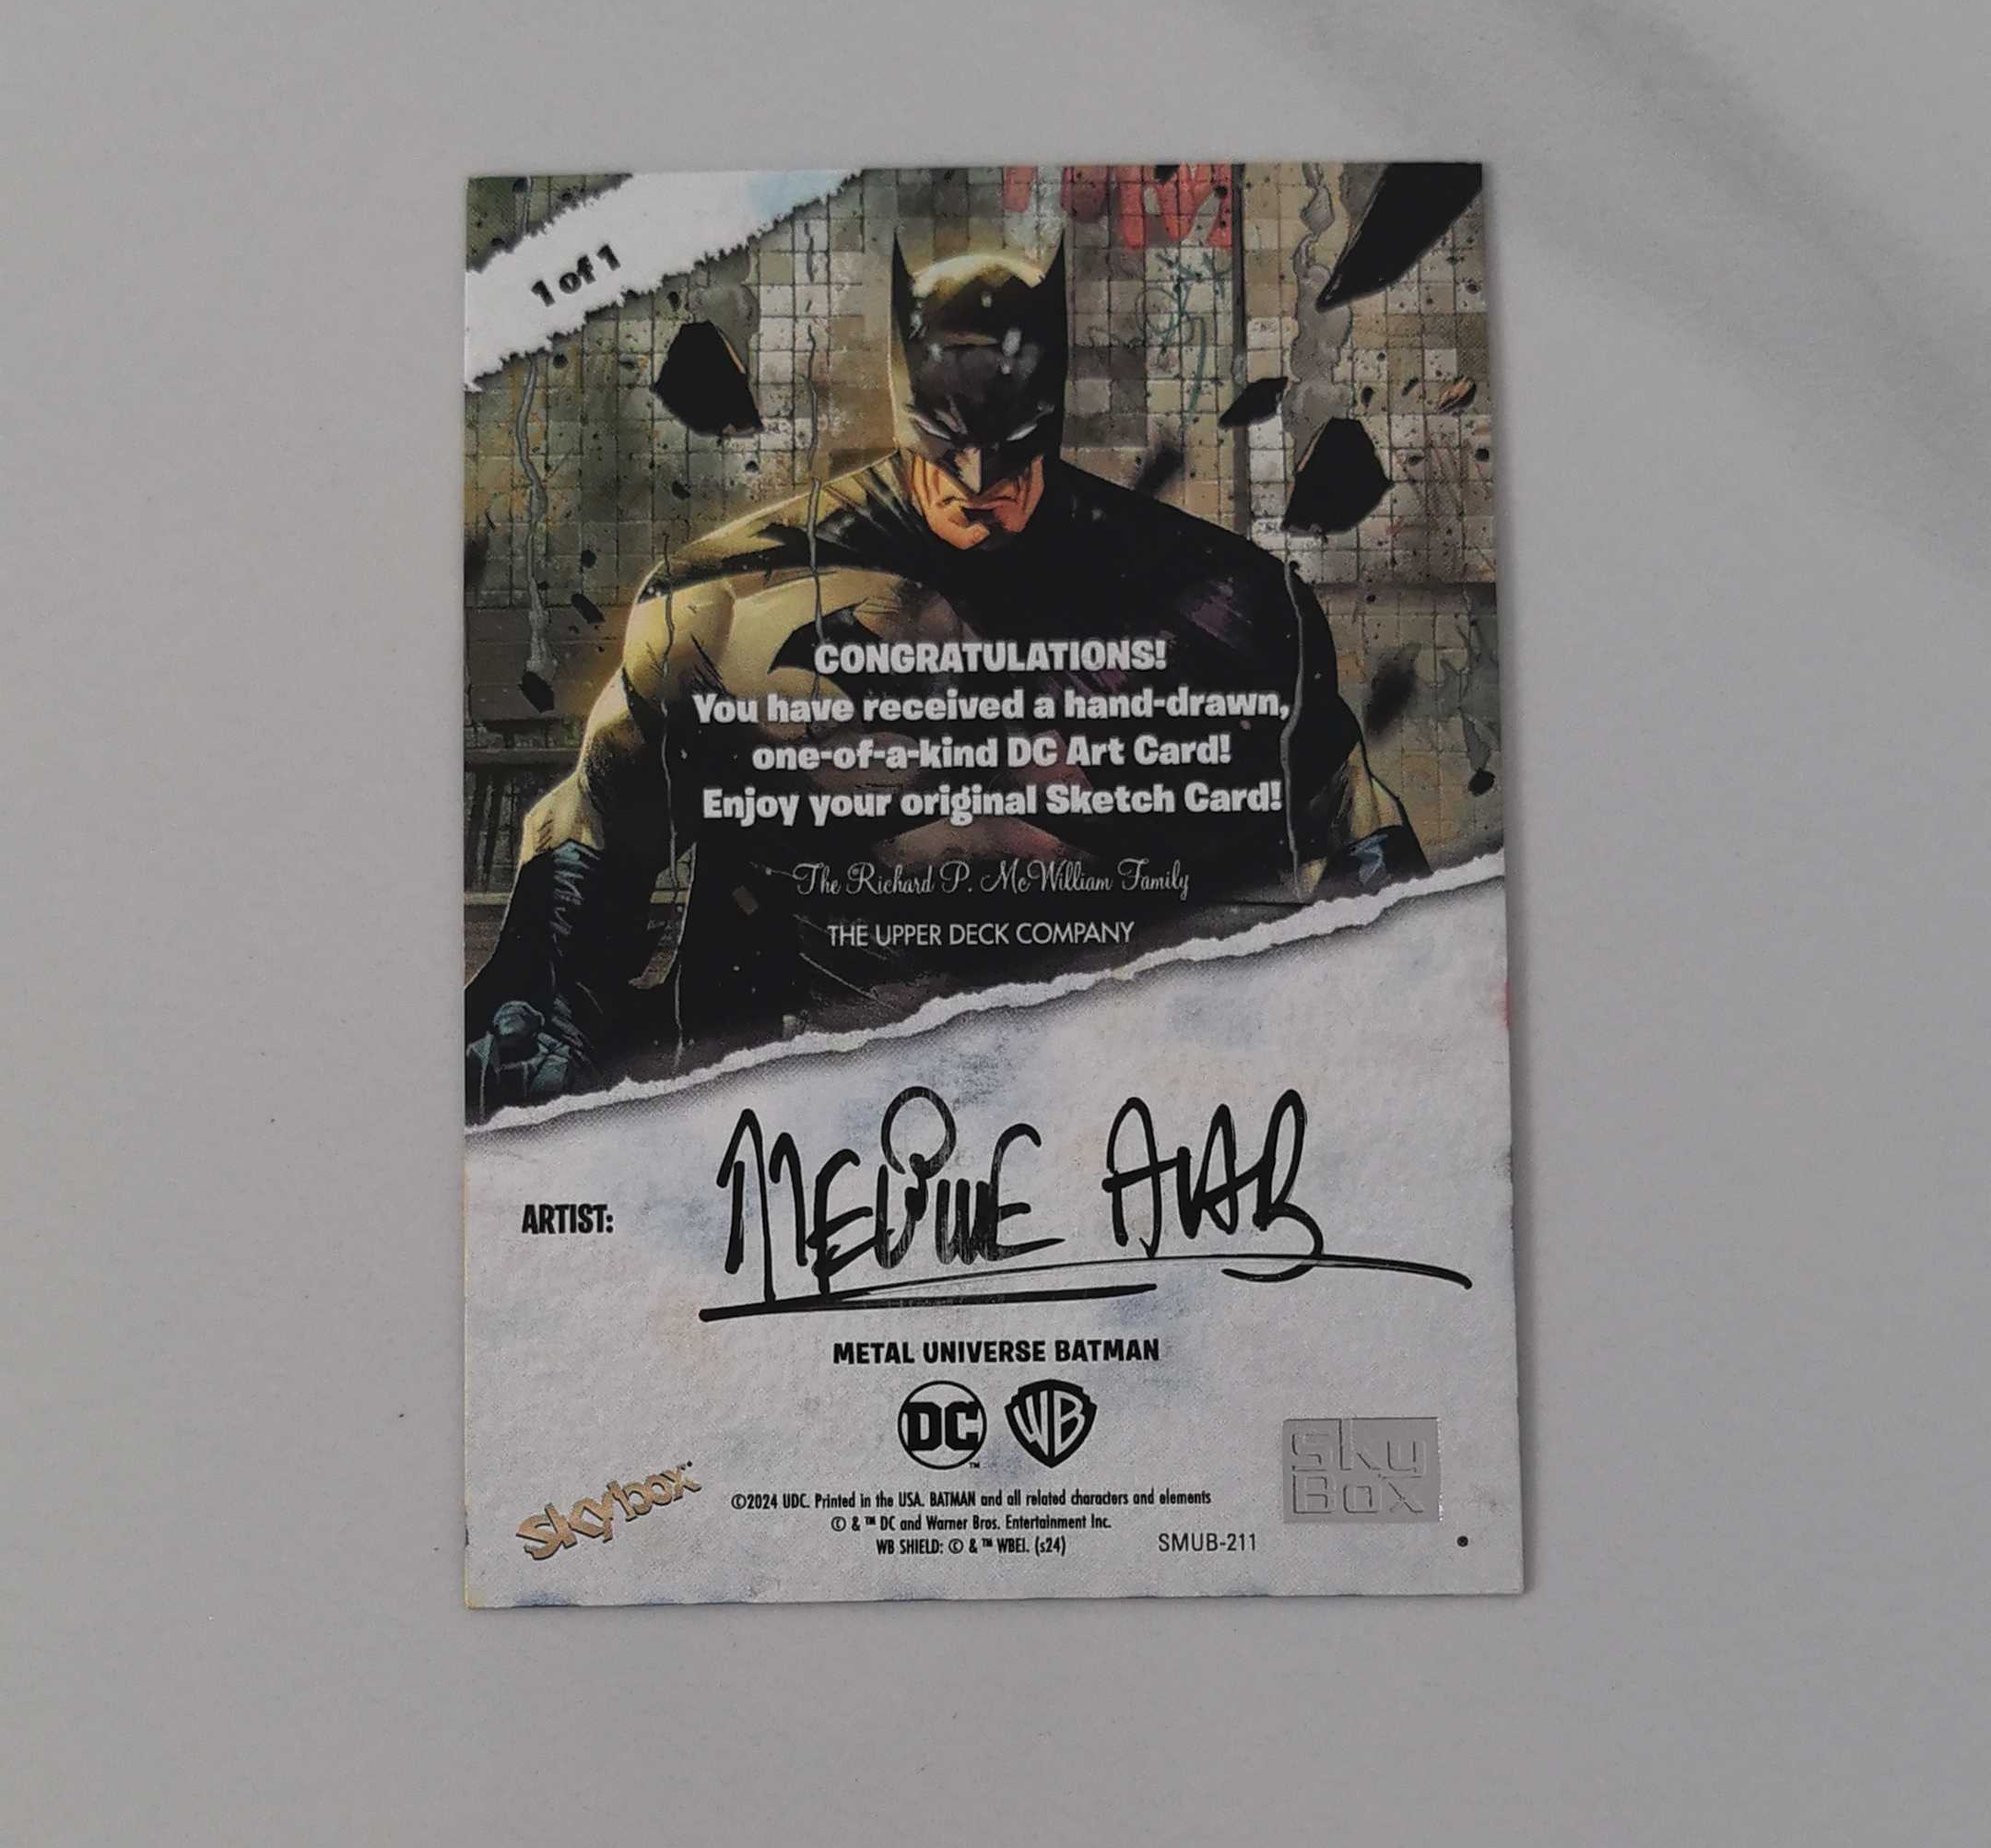 1 of 1
CONGRATULATIONS!
You have received a hand-drawn,
one-of-a-kind DC Art Card!
Enjoy your original Sketch Card!
The Richard P. McWilliam Family
THE UPPER DECK COMPANY
ARTIST:
METAL UNIVERSE BATMAN
DC™ WB
skybox
Sky
Box
©2024 UDC. Printed in the USA. BATMAN and all related characters and elements
© & ™ DC and Warner Bros. Entertainment Inc.
WB SHIELD: © & ™ WBEI. (s24)
SMUB-211